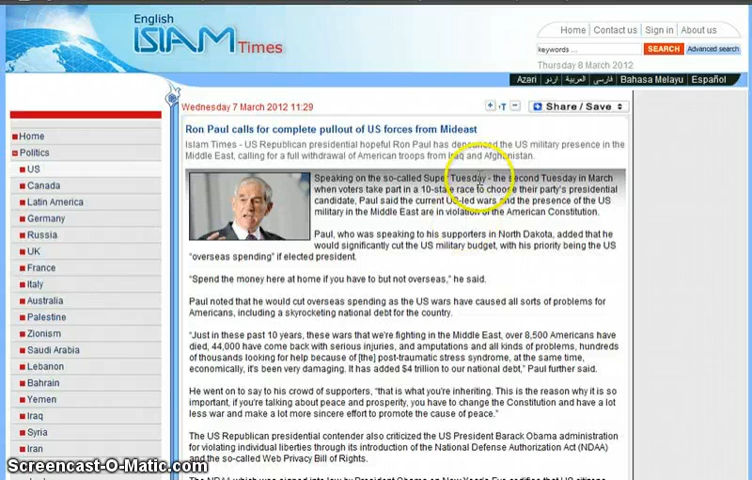 English
ISLAM Times
Home Contact us Sign in About us
keywords ... SEARCH Advanced search
Thursday 8 March 2012
Azəri اردو العربية فارسی Bahasa Melayu Español
Wednesday 7 March 2012 11:29
+ T − Share / Save
Ron Paul calls for complete pullout of US forces from Mideast
Islam Times - US Republican presidential hopeful Ron Paul has denounced the US military presence in the
Middle East, calling for a full withdrawal of American troops from Iraq and Afghanistan.
Speaking on the so-called Super Tuesday - the second Tuesday in March
when voters take part in a 10-state race to choose their party's presidential
candidate, Paul said the current US-led wars and the presence of the US
military in the Middle East are in violation of the American Constitution.
Paul, who was speaking to his supporters in North Dakota, added that he
would significantly cut the US military budget, with his priority being the US
“overseas spending” if elected president.
“Spend the money here at home if you have to but not overseas,” he said.
Paul noted that he would cut overseas spending as the US wars have caused all sorts of problems for
Americans, including a skyrocketing national debt for the country.
“Just in these past 10 years, these wars that we're fighting in the Middle East, over 8,500 Americans have
died, 44,000 have come back with serious injuries, and amputations and all kinds of problems, hundreds
of thousands looking for help because of [the] post-traumatic stress syndrome, at the same time,
economically, it's been very damaging. It has added $4 trillion to our national debt,” Paul further said.
He went on to say to his crowd of supporters, “that is what you're inheriting. This is the reason why it is so
important, if you're talking about peace and prosperity, you have to change the Constitution and have a lot
less war and make a lot more sincere effort to promote the cause of peace.”
The US Republican presidential contender also criticized the US President Barack Obama administration
for violating individual liberties through its introduction of the National Defense Authorization Act (NDAA)
and the so-called Web Privacy Bill of Rights.
Home
Politics
US
Canada
Latin America
Germany
Russia
UK
France
Italy
Australia
Palestine
Zionism
Saudi Arabia
Lebanon
Bahrain
Yemen
Iraq
Syria
Iran
Screencast-O-Matic.com